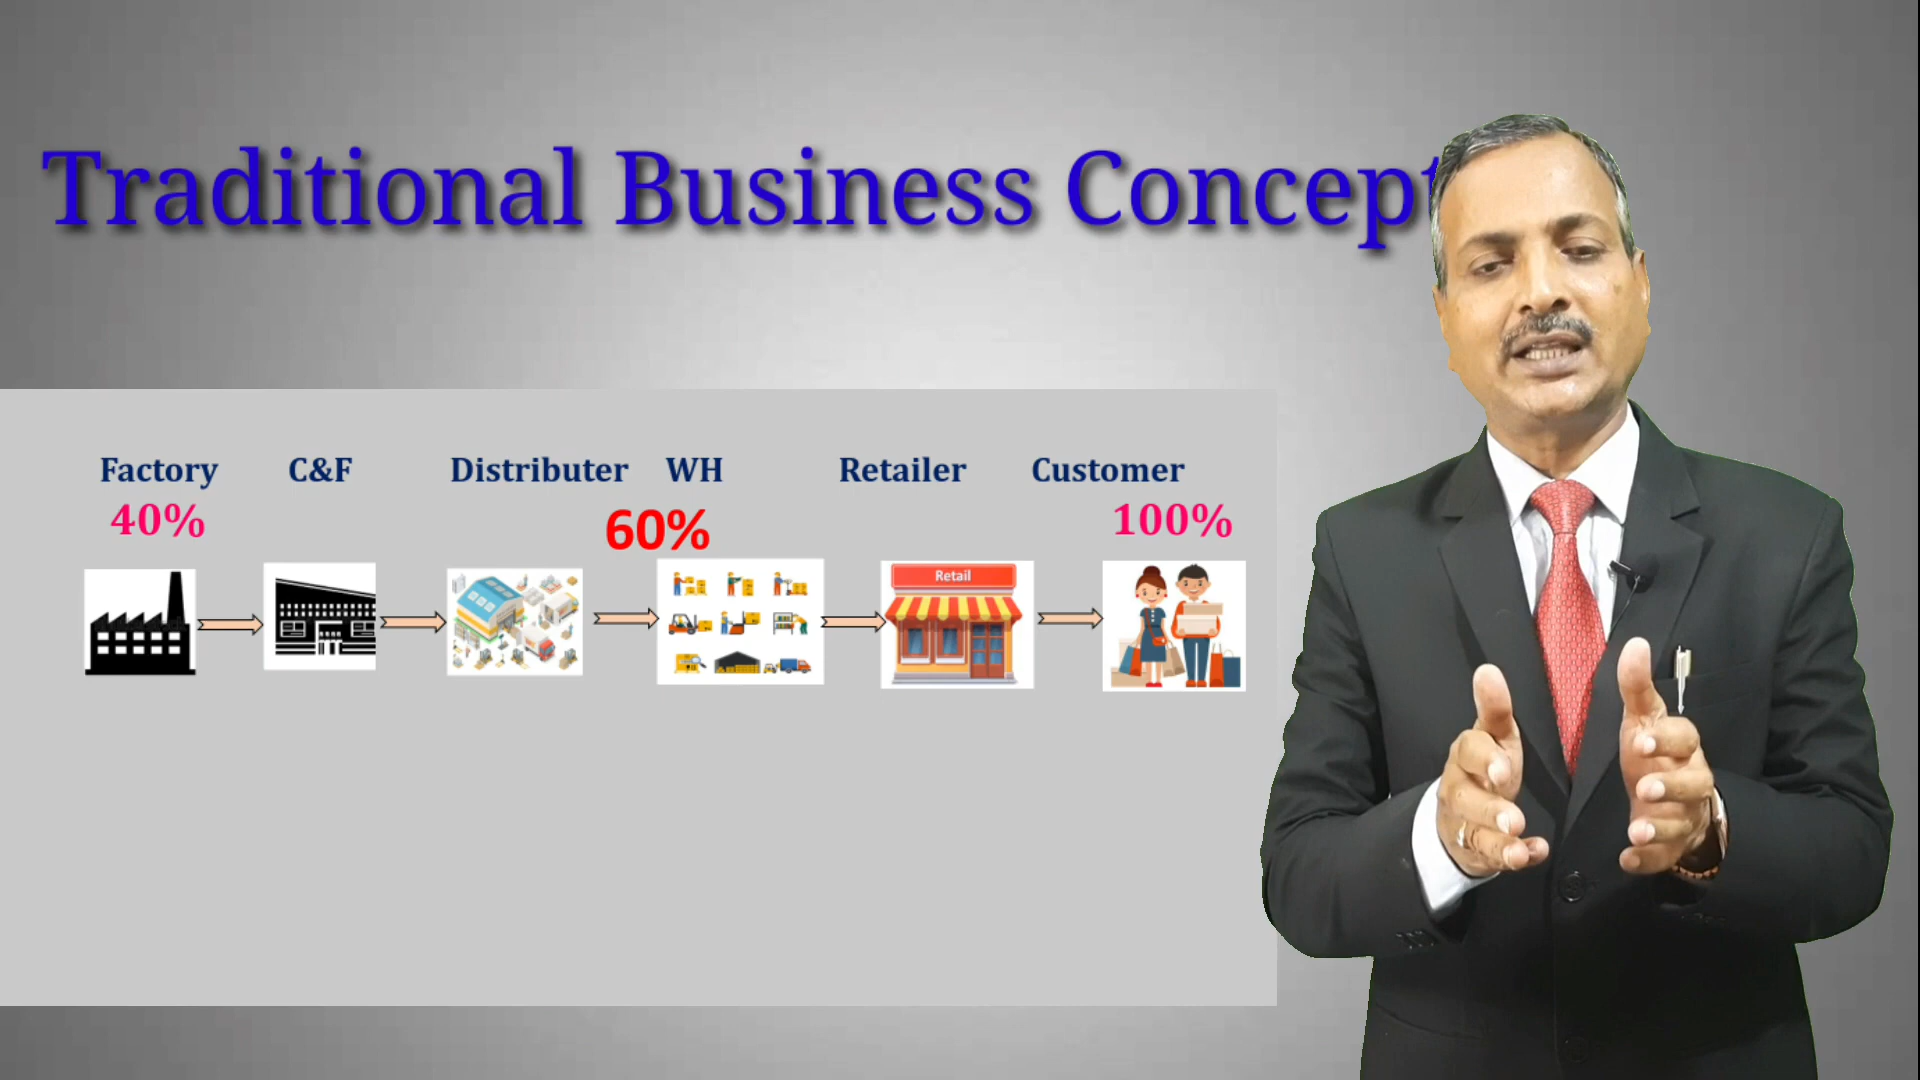 Traditional Business Concept
Factory C&F Distributer WH Retailer Customer
40% 60% 100%
Retail